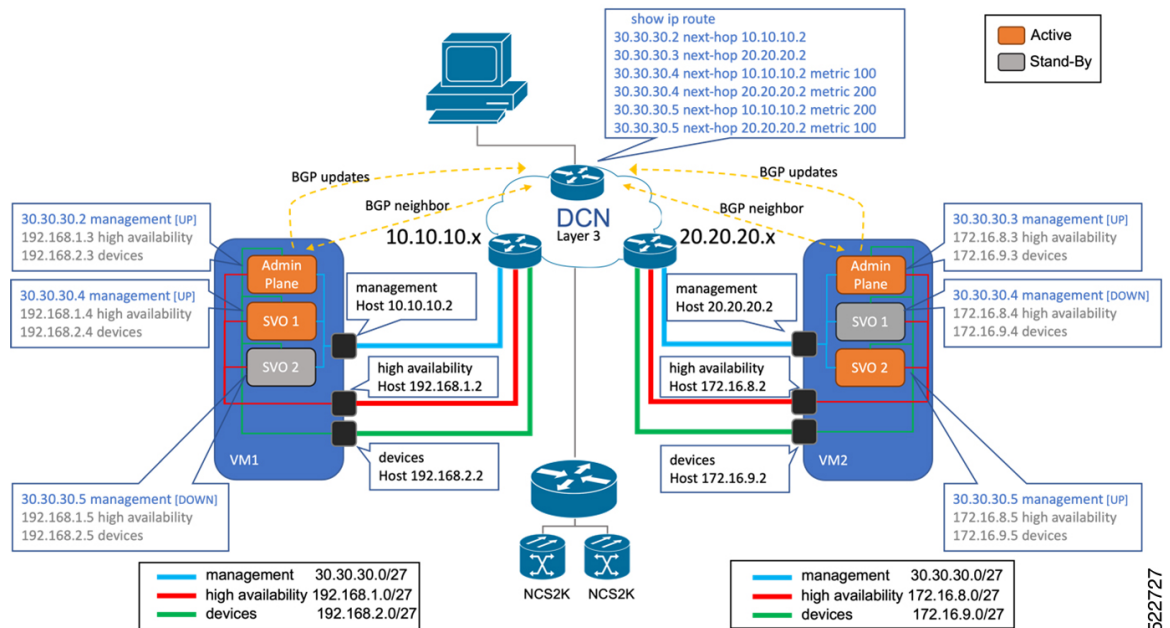 show ip route
30.30.30.2 next-hop 10.10.10.2
30.30.30.3 next-hop 20.20.20.2
30.30.30.4 next-hop 10.10.10.2 metric 100
30.30.30.4 next-hop 20.20.20.2 metric 200
30.30.30.5 next-hop 10.10.10.2 metric 200
30.30.30.5 next-hop 20.20.20.2 metric 100
Active
Stand-By
BGP updates
BGP neighbor
BGP updates
BGP neighbor
DCN
Layer 3
10.10.10.x
20.20.20.x
30.30.30.2 management [UP]
192.168.1.3 high availability
192.168.2.3 devices
30.30.30.4 management [UP]
192.168.1.4 high availability
192.168.2.4 devices
30.30.30.5 management [DOWN]
192.168.1.5 high availability
192.168.2.5 devices
Admin
Plane
SVO 1
SVO 2
VM1
management
Host 10.10.10.2
high availability
Host 192.168.1.2
devices
Host 192.168.2.2
management
Host 20.20.20.2
high availability
Host 172.16.8.2
devices
Host 172.16.9.2
Admin
Plane
SVO 1
SVO 2
VM2
30.30.30.3 management [UP]
172.16.8.3 high availability
172.16.9.3 devices
30.30.30.4 management [DOWN]
172.16.8.4 high availability
172.16.9.4 devices
30.30.30.5 management [UP]
172.16.8.5 high availability
172.16.9.5 devices
NCS2K
NCS2K
management 30.30.30.0/27
high availability 192.168.1.0/27
devices 192.168.2.0/27
management 30.30.30.0/27
high availability 172.16.8.0/27
devices 172.16.9.0/27
522727